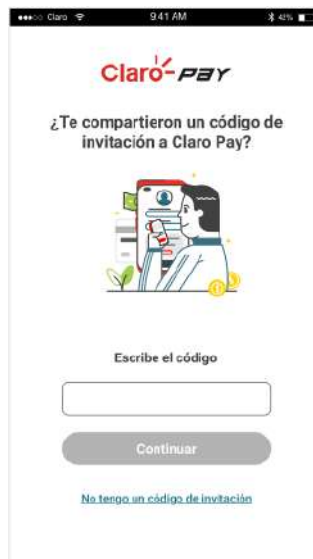 Claro 9:41 AM 42%
Claro Pay
¿Te compartieron un código de
invitación a Claro Pay?
Escribe el código
Continuar
No tengo un código de invitación